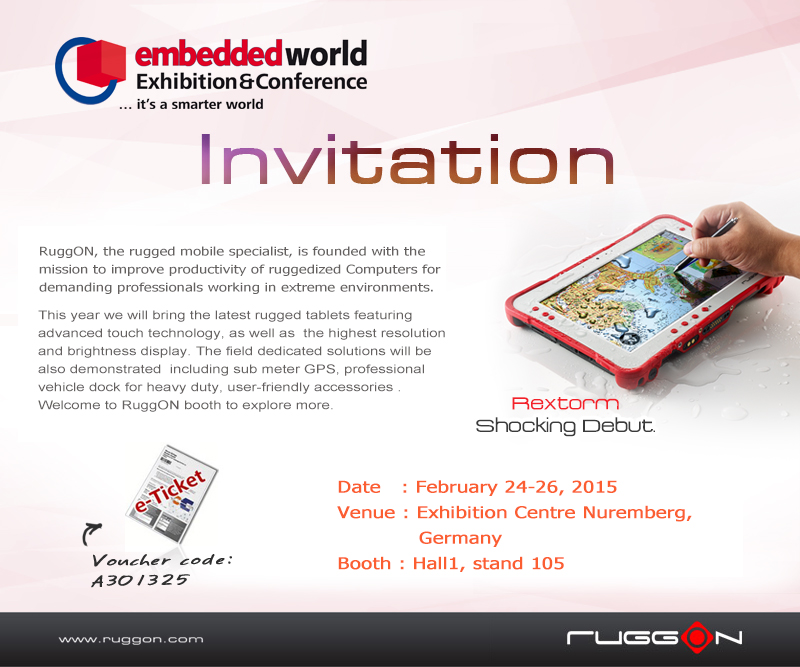 embeddedworld
Exhibition&Conference
... it's a smarter world
Invitation
RuggON, the rugged mobile specialist, is founded with the
mission to improve productivity of ruggedized Computers for
demanding professionals working in extreme environments.
This year we will bring the latest rugged tablets featuring
advanced touch technology, as well as the highest resolution
and brightness display. The field dedicated solutions will be
also demonstrated including sub meter GPS, professional
vehicle dock for heavy duty, user-friendly accessories .
Welcome to RuggON booth to explore more.
Rextorm
Shocking Debut.
e-Ticket
Voucher code:
A301325
Date : February 24-26, 2015
Venue : Exhibition Centre Nuremberg,
Germany
Booth : Hall1, stand 105
www.ruggon.com
RUGGON